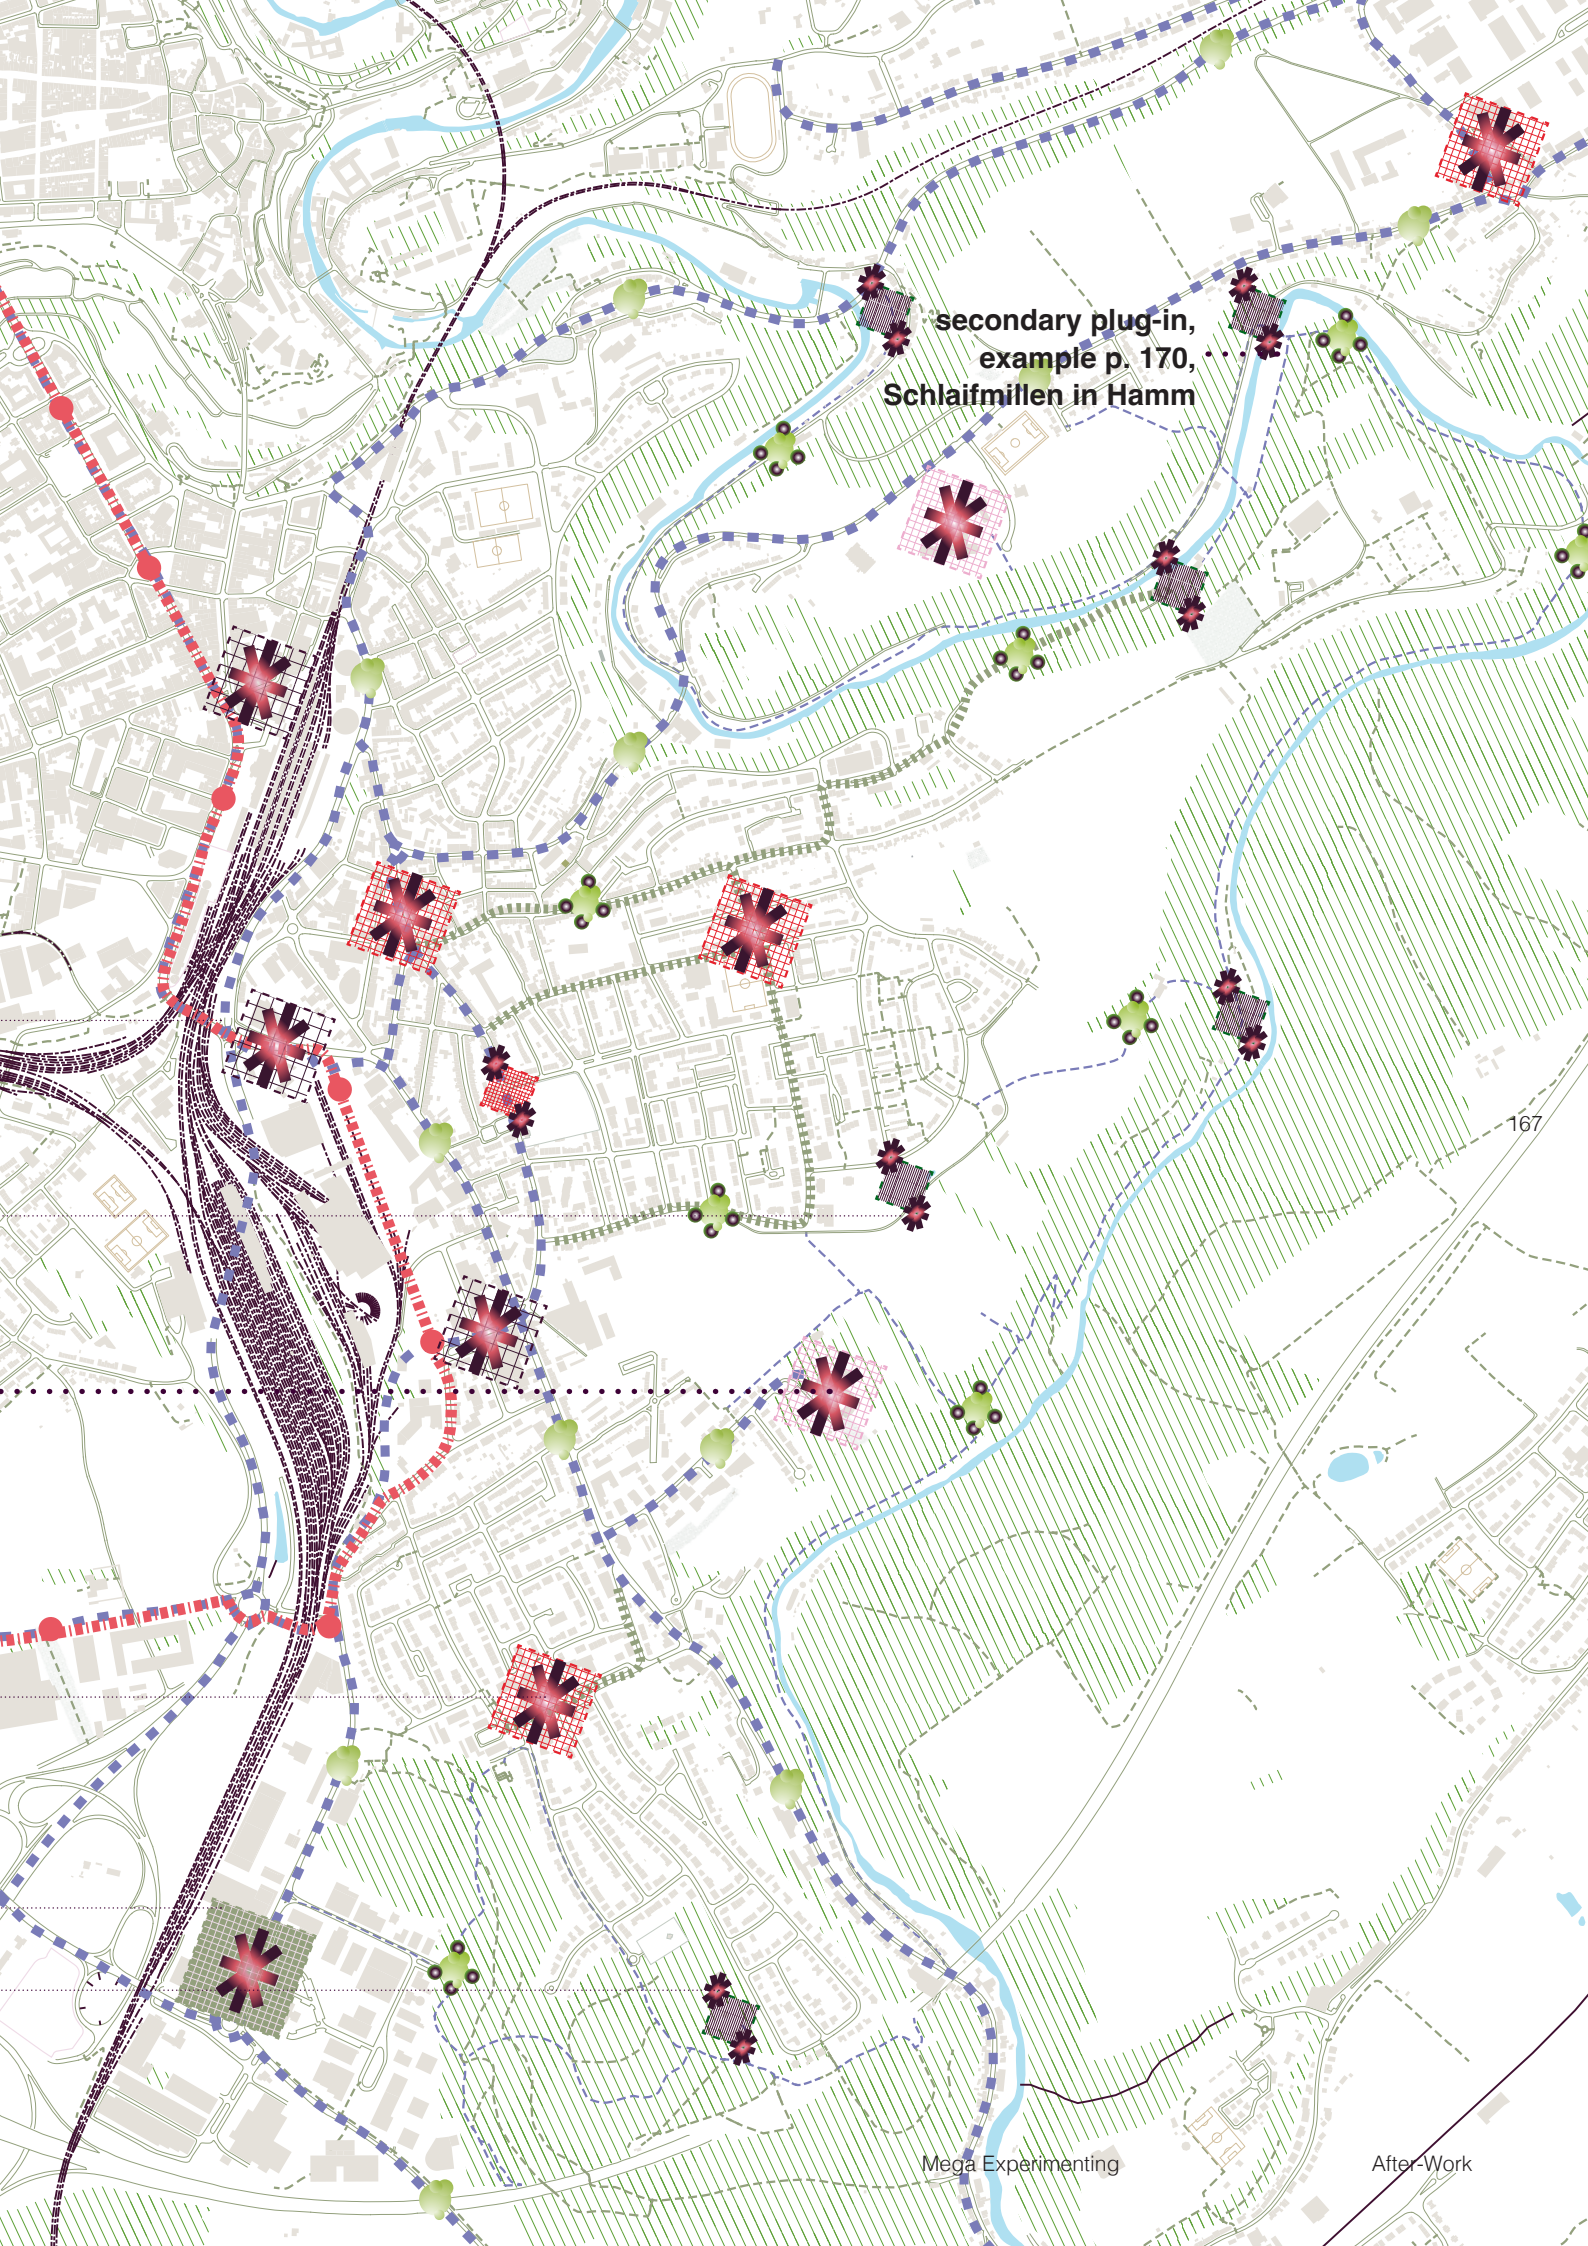 secondary plug-in,
example p. 170,
Schlaifmillen in Hamm
167
Mega Experimenting
After-Work